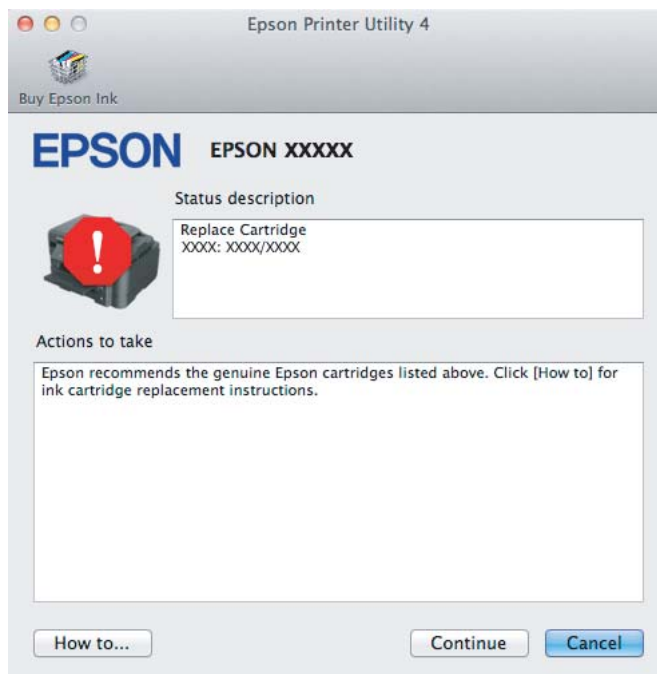 Epson Printer Utility 4
Buy Epson Ink
EPSON EPSON XXXXX
Status description
Replace Cartridge
XXXX: XXXX/XXXX
!
Actions to take
Epson recommends the genuine Epson cartridges listed above. Click [How to] for
ink cartridge replacement instructions.
How to... Continue Cancel